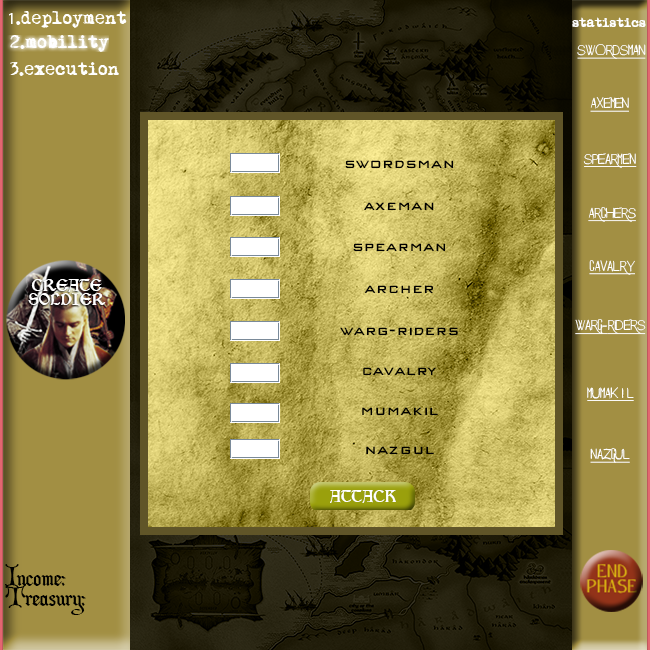 1.deployment
2.mobility
3.execution
CREATE
SOLDIER
Income:
Treasury:
SWORDSMAN
AXEMAN
SPEARMAN
ARCHER
WARG-RIDERS
CAVALRY
MUMAKIL
NAZGUL
ATTACK
statistics
SWORDSMAN
AXEMEN
SPEARMEN
ARCHERS
CAVALRY
WARG-RIDERS
MUMAKIL
NAZGUL
END
PHASE